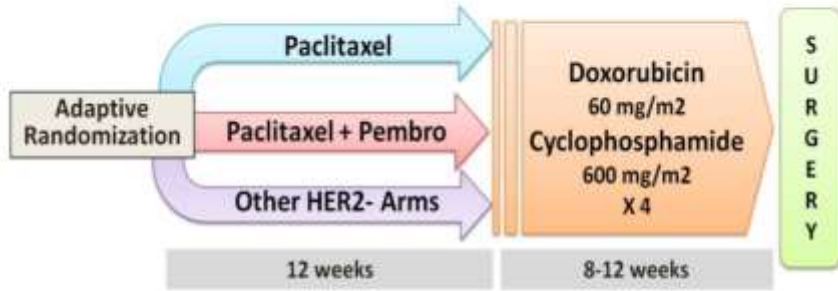 Adaptive
Randomization
Paclitaxel
Paclitaxel + Pembro
Other HER2- Arms
Doxorubicin
60 mg/m2
Cyclophosphamide
600 mg/m2
X 4
S
U
R
G
E
R
Y
12 weeks
8-12 weeks